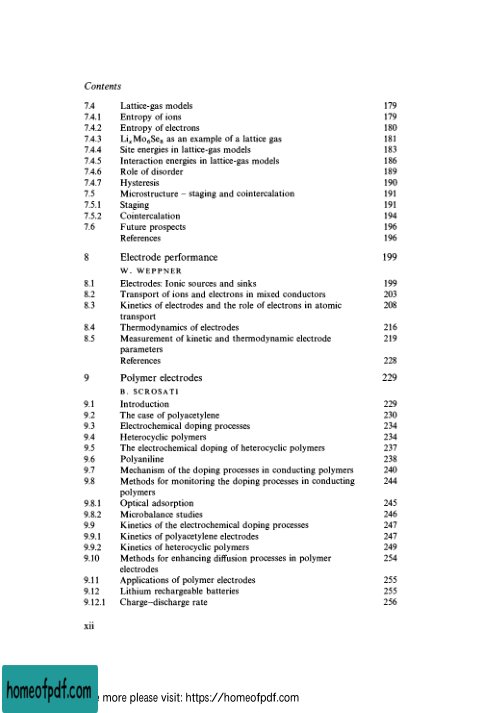 Contents
7.4 Lattice-gas models 179
7.4.1 Entropy of ions 179
7.4.2 Entropy of electrons 180
7.4.3 LixMo6Se8 as an example of a lattice gas 181
7.4.4 Site energies in lattice-gas models 183
7.4.5 Interaction energies in lattice-gas models 186
7.4.6 Role of disorder 189
7.4.7 Hysteresis 190
7.5 Microstructure – staging and cointercalation 191
7.5.1 Staging 191
7.5.2 Cointercalation 194
7.6 Future prospects 196
References 196
8 Electrode performance 199
W. WEPPNER
8.1 Electrodes: Ionic sources and sinks 199
8.2 Transport of ions and electrons in mixed conductors 203
8.3 Kinetics of electrodes and the role of electrons in atomic 208
transport
8.4 Thermodynamics of electrodes 216
8.5 Measurement of kinetic and thermodynamic electrode 219
parameters
References 228
9 Polymer electrodes 229
B. SCROSATI
9.1 Introduction 229
9.2 The case of polyacetylene 230
9.3 Electrochemical doping processes 234
9.4 Heterocyclic polymers 234
9.5 The electrochemical doping of heterocyclic polymers 237
9.6 Polyaniline 238
9.7 Mechanism of the doping processes in conducting polymers 240
9.8 Methods for monitoring the doping processes in conducting 244
polymers
9.8.1 Optical adsorption 245
9.8.2 Microbalance studies 246
9.9 Kinetics of the electrochemical doping processes 247
9.9.1 Kinetics of polyacetylene electrodes 247
9.9.2 Kinetics of heterocyclic polymers 249
9.10 Methods for enhancing diffusion processes in polymer 254
electrodes
9.11 Applications of polymer electrodes 255
9.12 Lithium rechargeable batteries 255
9.12.1 Charge–discharge rate 256
xii
homeofpdf.com
more please visit: https://homeofpdf.com